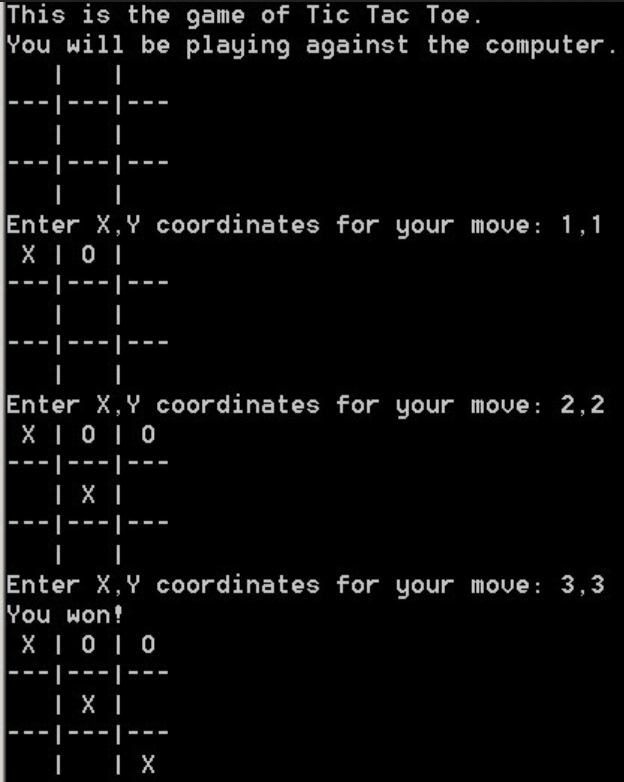 This is the game of Tic Tac Toe.
You will be playing against the computer.
   |   |
---|---|---
   |   |
---|---|---
   |   |
Enter X,Y coordinates for your move: 1,1
 X | O |
---|---|---
   |   |
---|---|---
   |   |
Enter X,Y coordinates for your move: 2,2
 X | O | O
---|---|---
   | X |
---|---|---
   |   |
Enter X,Y coordinates for your move: 3,3
You won!
 X | O | O
---|---|---
   | X |
---|---|---
   |   | X